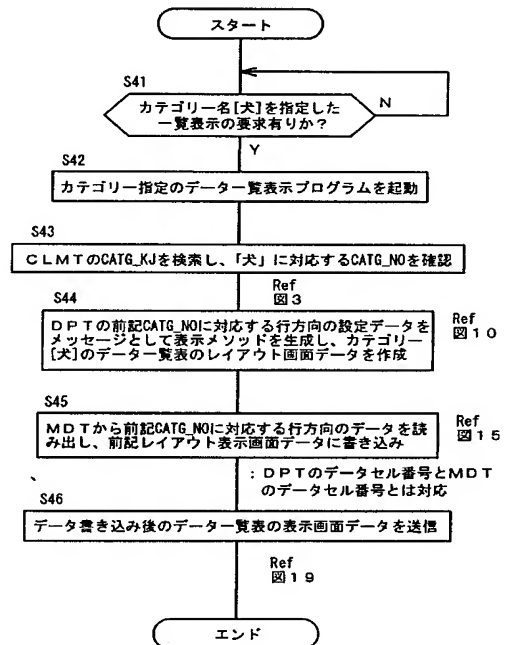 スタート
S41
カテゴリー名[犬]を指定した
一覧表示の要求有りか？
N
Y
S42
カテゴリー指定のデータ一覧表示プログラムを起動
S43
ＣＬＭＴのCATG_KJを検索し、「犬」に対応するCATG_NOを確認
Ref
図３
S44
ＤＰＴの前記CATG_NOに対応する行方向の設定データを
メッセージとして表示メソッドを生成し、カテゴリー
[犬]のデータ一覧表のレイアウト画面データを作成
Ref
図１０
S45
ＭＤＴから前記CATG_NOに対応する行方向のデータを読
み出し、前記レイアウト表示画面データに書き込み
Ref
図１５
：ＤＰＴのデータセル番号とＭＤＴ
のデータセル番号とは対応
S46
データ書き込み後のデータ一覧表の表示画面データを送信
Ref
図１９
エンド